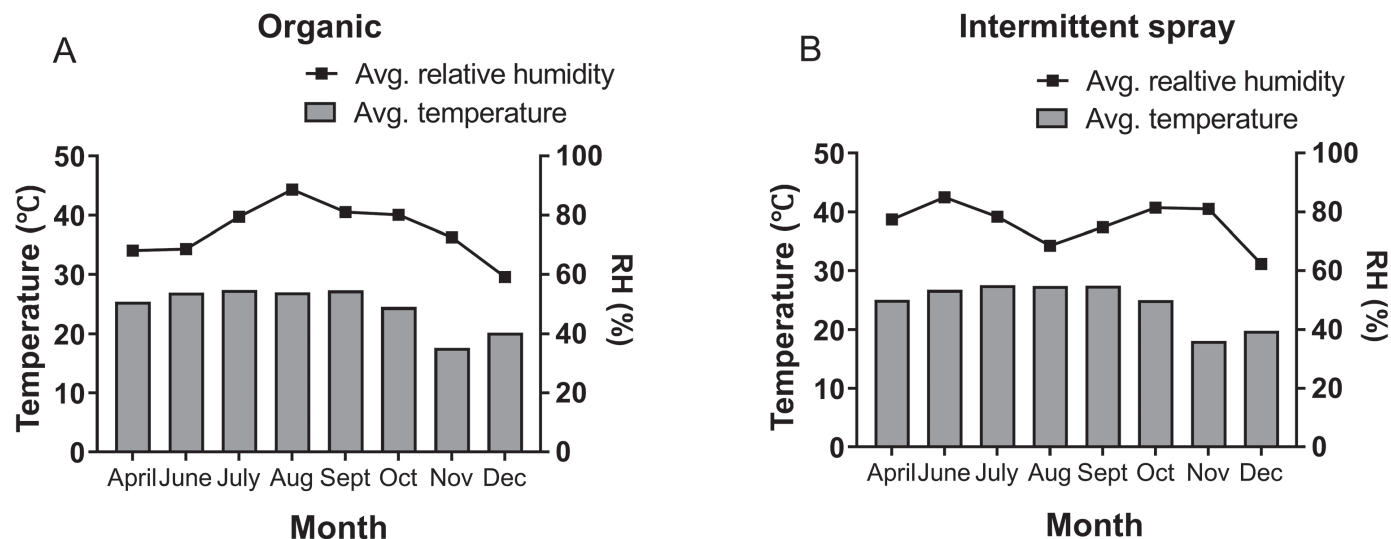 Organic
A
Avg. relative humidity
Avg. temperature
50
40
30
20
10
0
Temperature (°C)
100
80
60
40
20
0
RH (%)
April June July Aug Sept Oct Nov Dec
Month
Intermittent spray
B
Avg. realtive humidity
Avg. temperature
50
40
30
20
10
0
Temperature (°C)
100
80
60
40
20
0
RH (%)
April June July Aug Sept Oct Nov Dec
Month